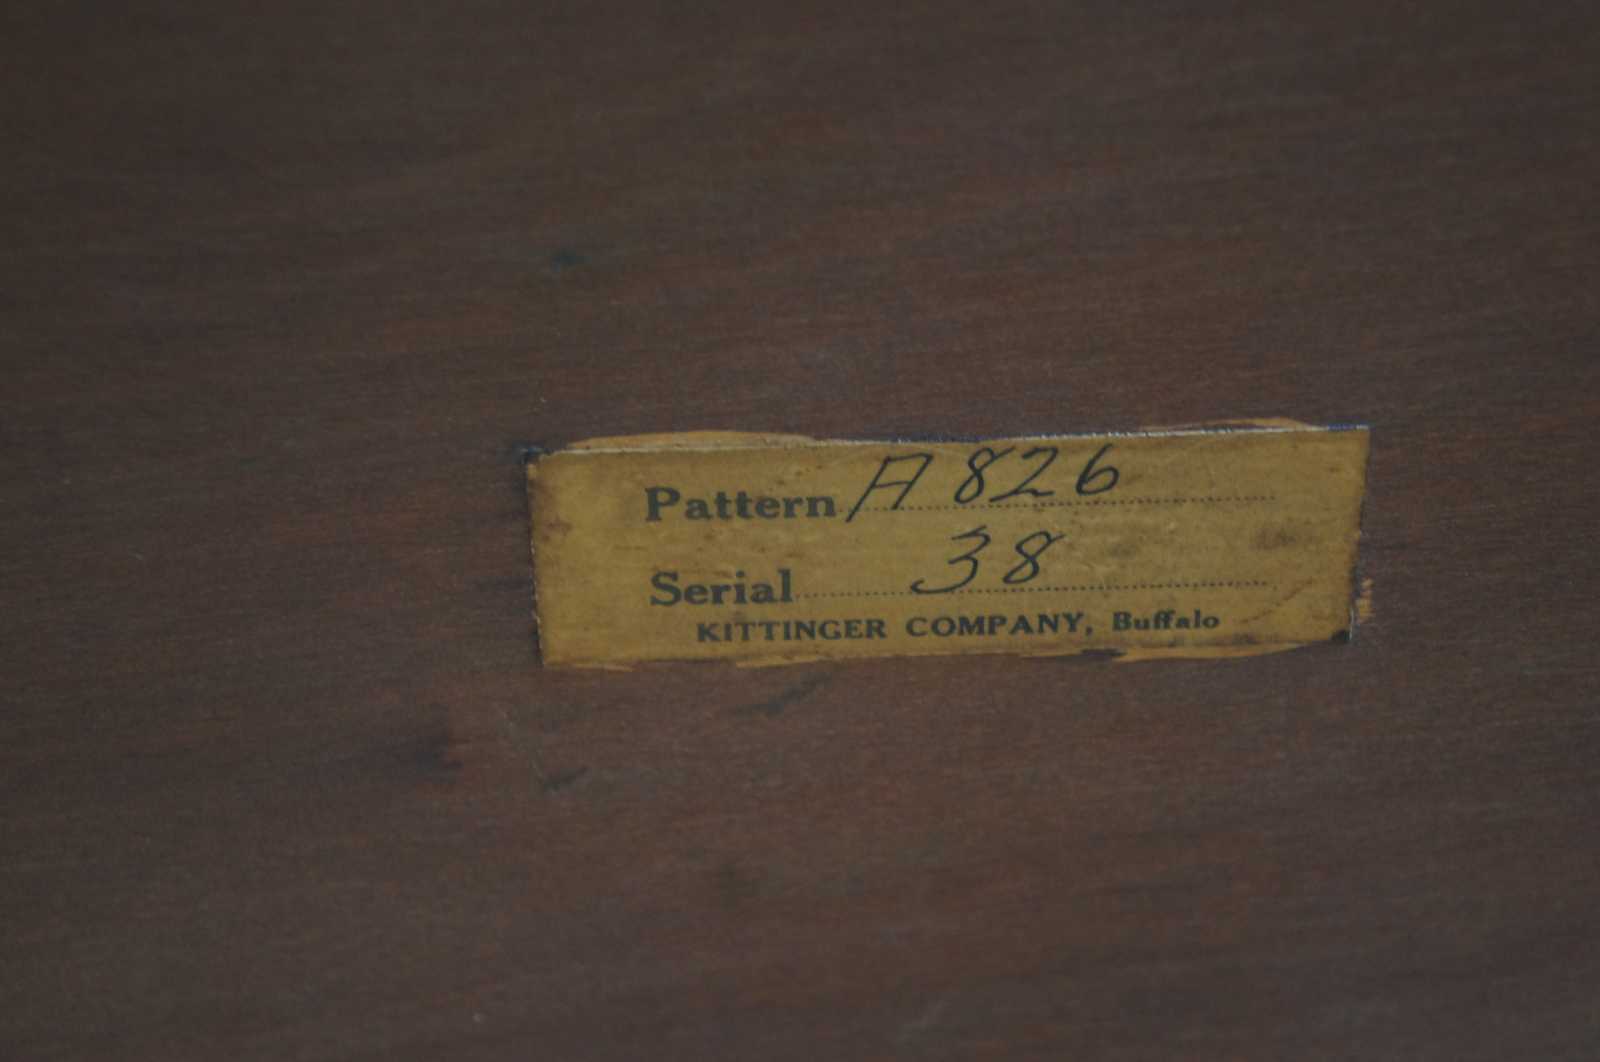 Pattern A826
Serial 38
KITTINGER COMPANY, Buffalo